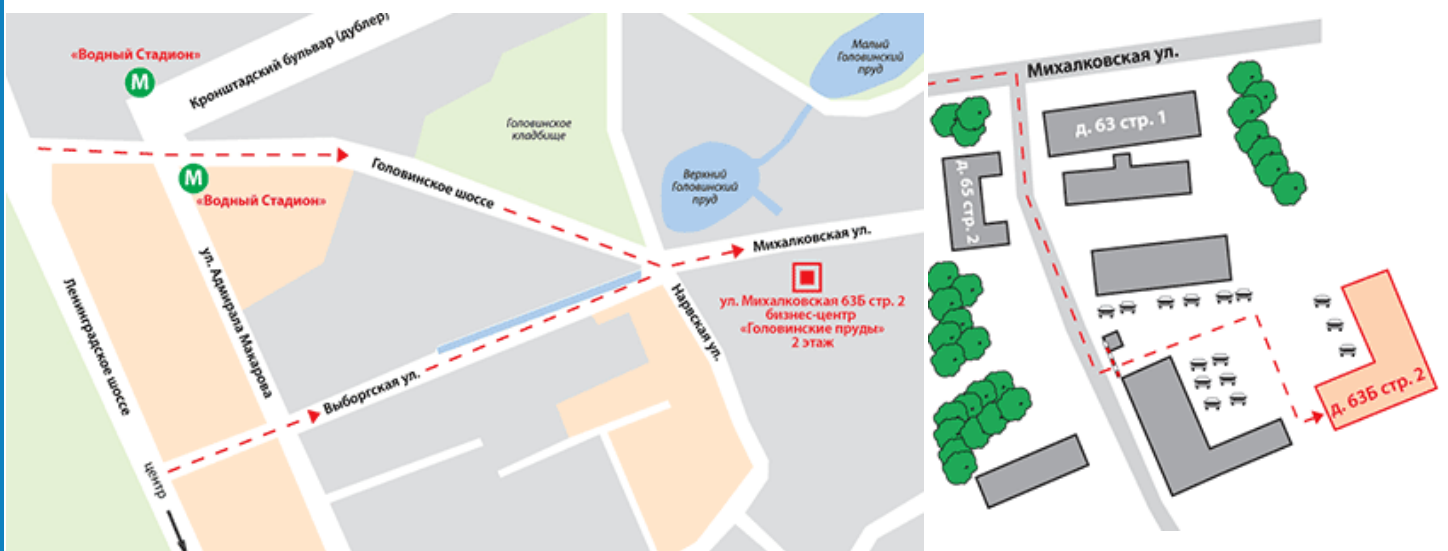 «Водный Стадион»
М
Кронштадский бульвар (дублер)
Малый
Головинский
пруд
Головинское
кладбище
Верхний
Головинский
пруд
М
«Водный Стадион»
Головинское шоссе
Михалковская ул.
ул. Михалковская 63Б стр. 2
бизнес-центр
«Головинские пруды»
2 этаж
ул. Адмирала Макарова
Ленинградское шоссе
Нарвская ул.
Выборгская ул.
центр
Михалковская ул.
д. 63 стр. 1
д. 65 стр. 2
д. 63Б стр. 2